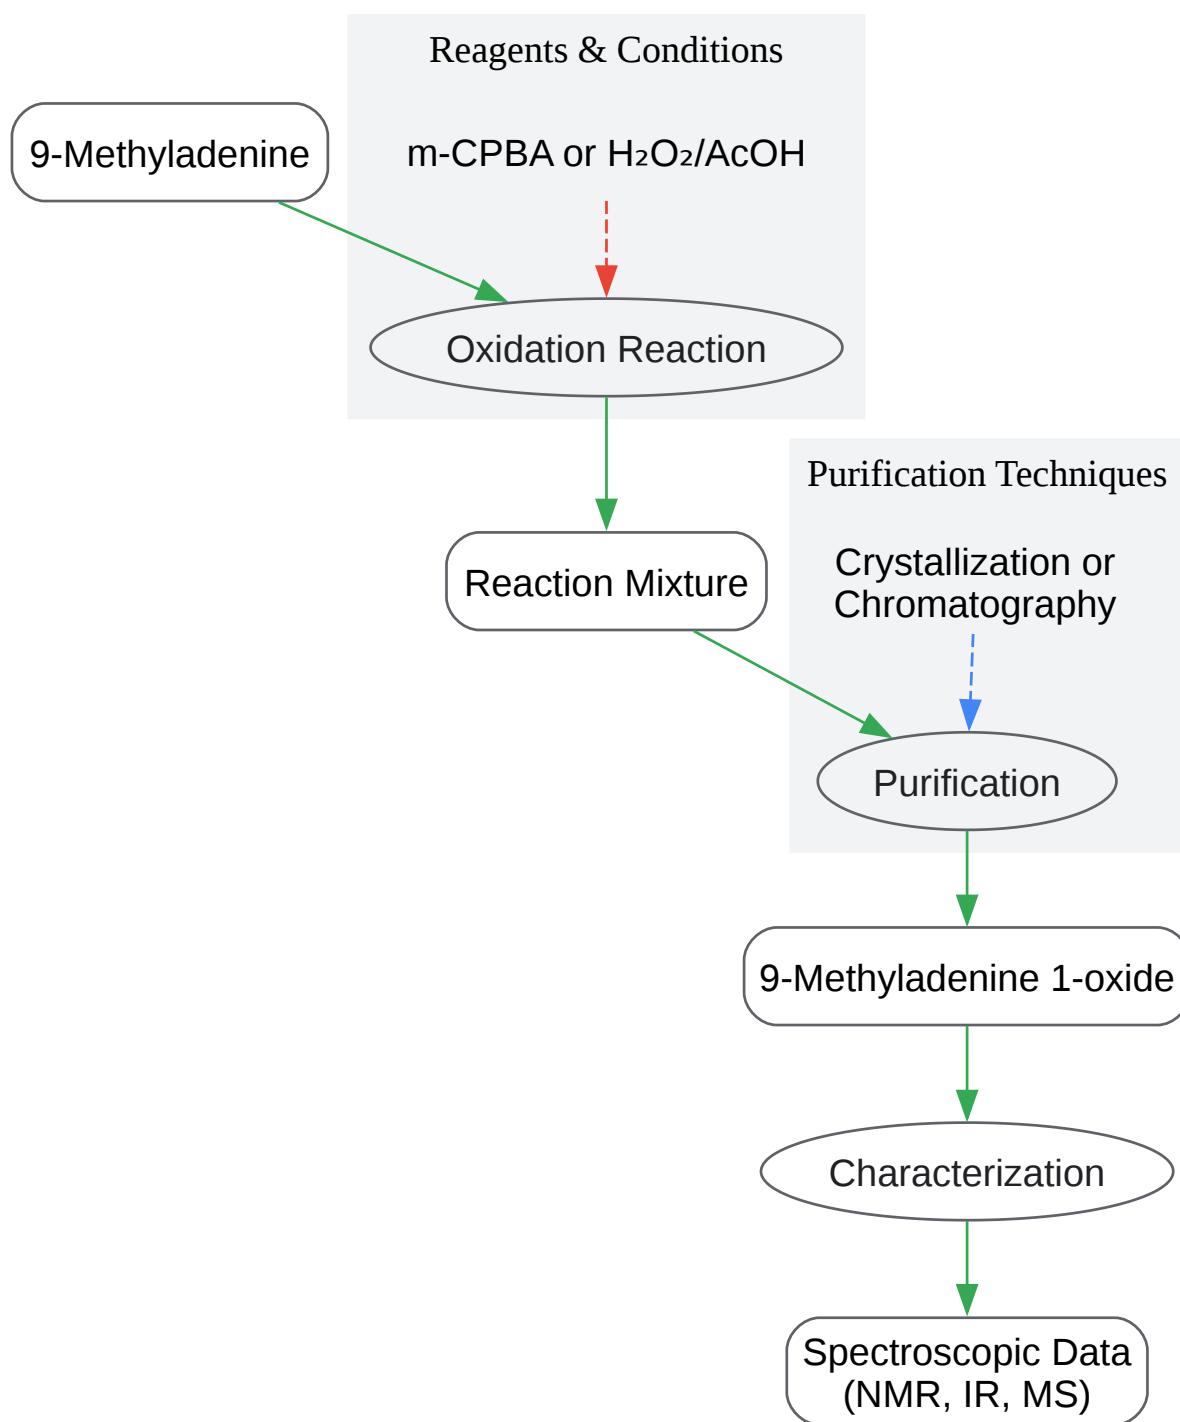 Reagents & Conditions
9-Methyladenine
m-CPBA or H₂O₂/AcOH
Oxidation Reaction
Purification Techniques
Crystallization or
Chromatography
Reaction Mixture
Purification
9-Methyladenine 1-oxide
Characterization
Spectroscopic Data
(NMR, IR, MS)